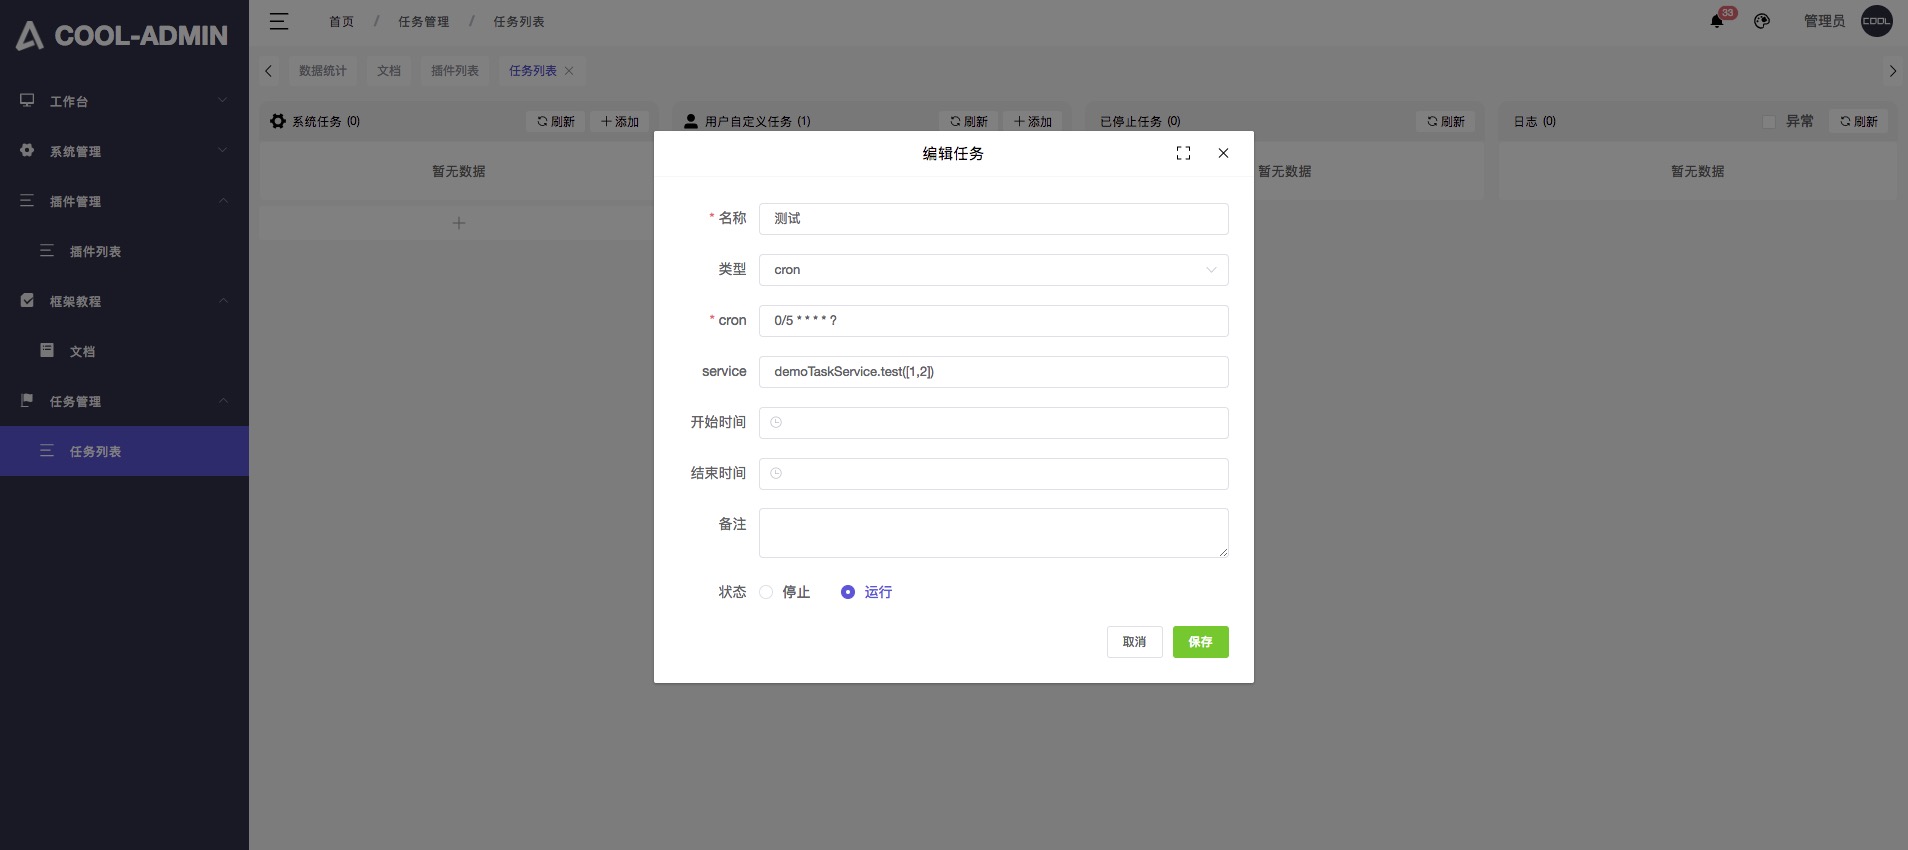 COOL-ADMIN
工作台
系统管理
插件管理
插件列表
框架教程
文档
任务管理
任务列表
首页 / 任务管理 / 任务列表
33
管理员
COOL
数据统计
文档
插件列表
任务列表
系统任务 (0)
刷新
添加
暂无数据
用户自定义任务 (1)
刷新
添加
已停止任务 (0)
刷新
暂无数据
日志 (0)
异常
刷新
暂无数据
编辑任务
* 名称 测试
类型 cron
* cron 0/5 * * * * ?
service demoTaskService.test([1,2])
开始时间
结束时间
备注
状态 停止 运行
取消 保存